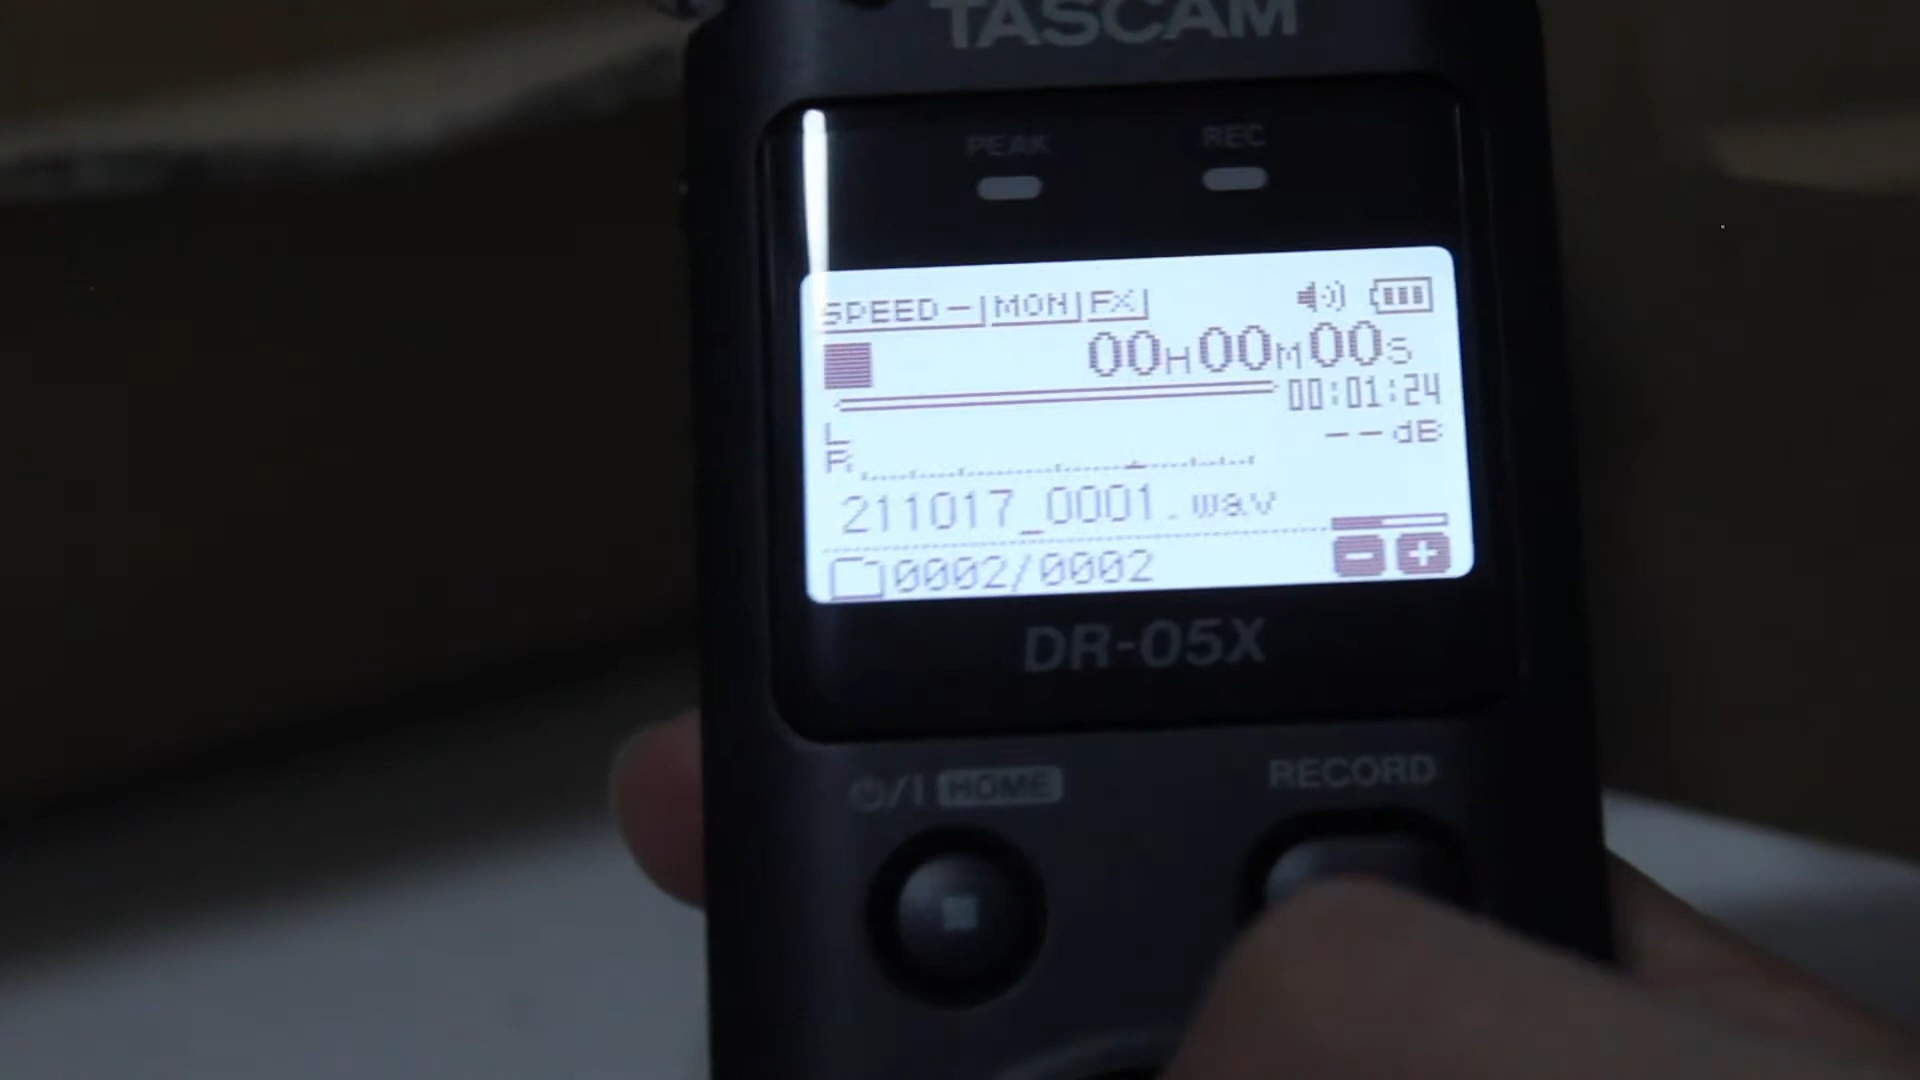 TASCAM
PEAK REC
SPEED- MON FX
00H00M00S
00:01:24
L --dB
R
211017_0001.wav
0002/0002 - +
DR-05X
⏻/I HOME RECORD